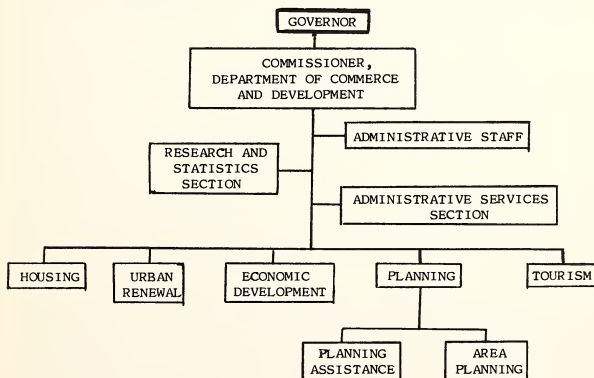 GOVERNOR
COMMISSIONER,
DEPARTMENT OF COMMERCE
AND DEVELOPMENT
ADMINISTRATIVE STAFF
RESEARCH AND
STATISTICS
SECTION
ADMINISTRATIVE SERVICES
SECTION
HOUSING
URBAN
RENEWAL
ECONOMIC
DEVELOPMENT
PLANNING
TOURISM
PLANNING
ASSISTANCE
AREA
PLANNING